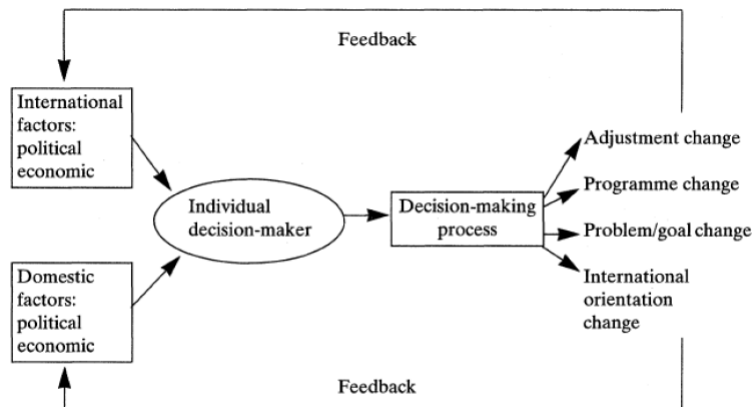 Feedback
International
factors:
political
economic
Individual
decision-maker
Domestic
factors:
political
economic
Decision-making
process
Adjustment change
Programme change
Problem/goal change
International
orientation
change
Feedback